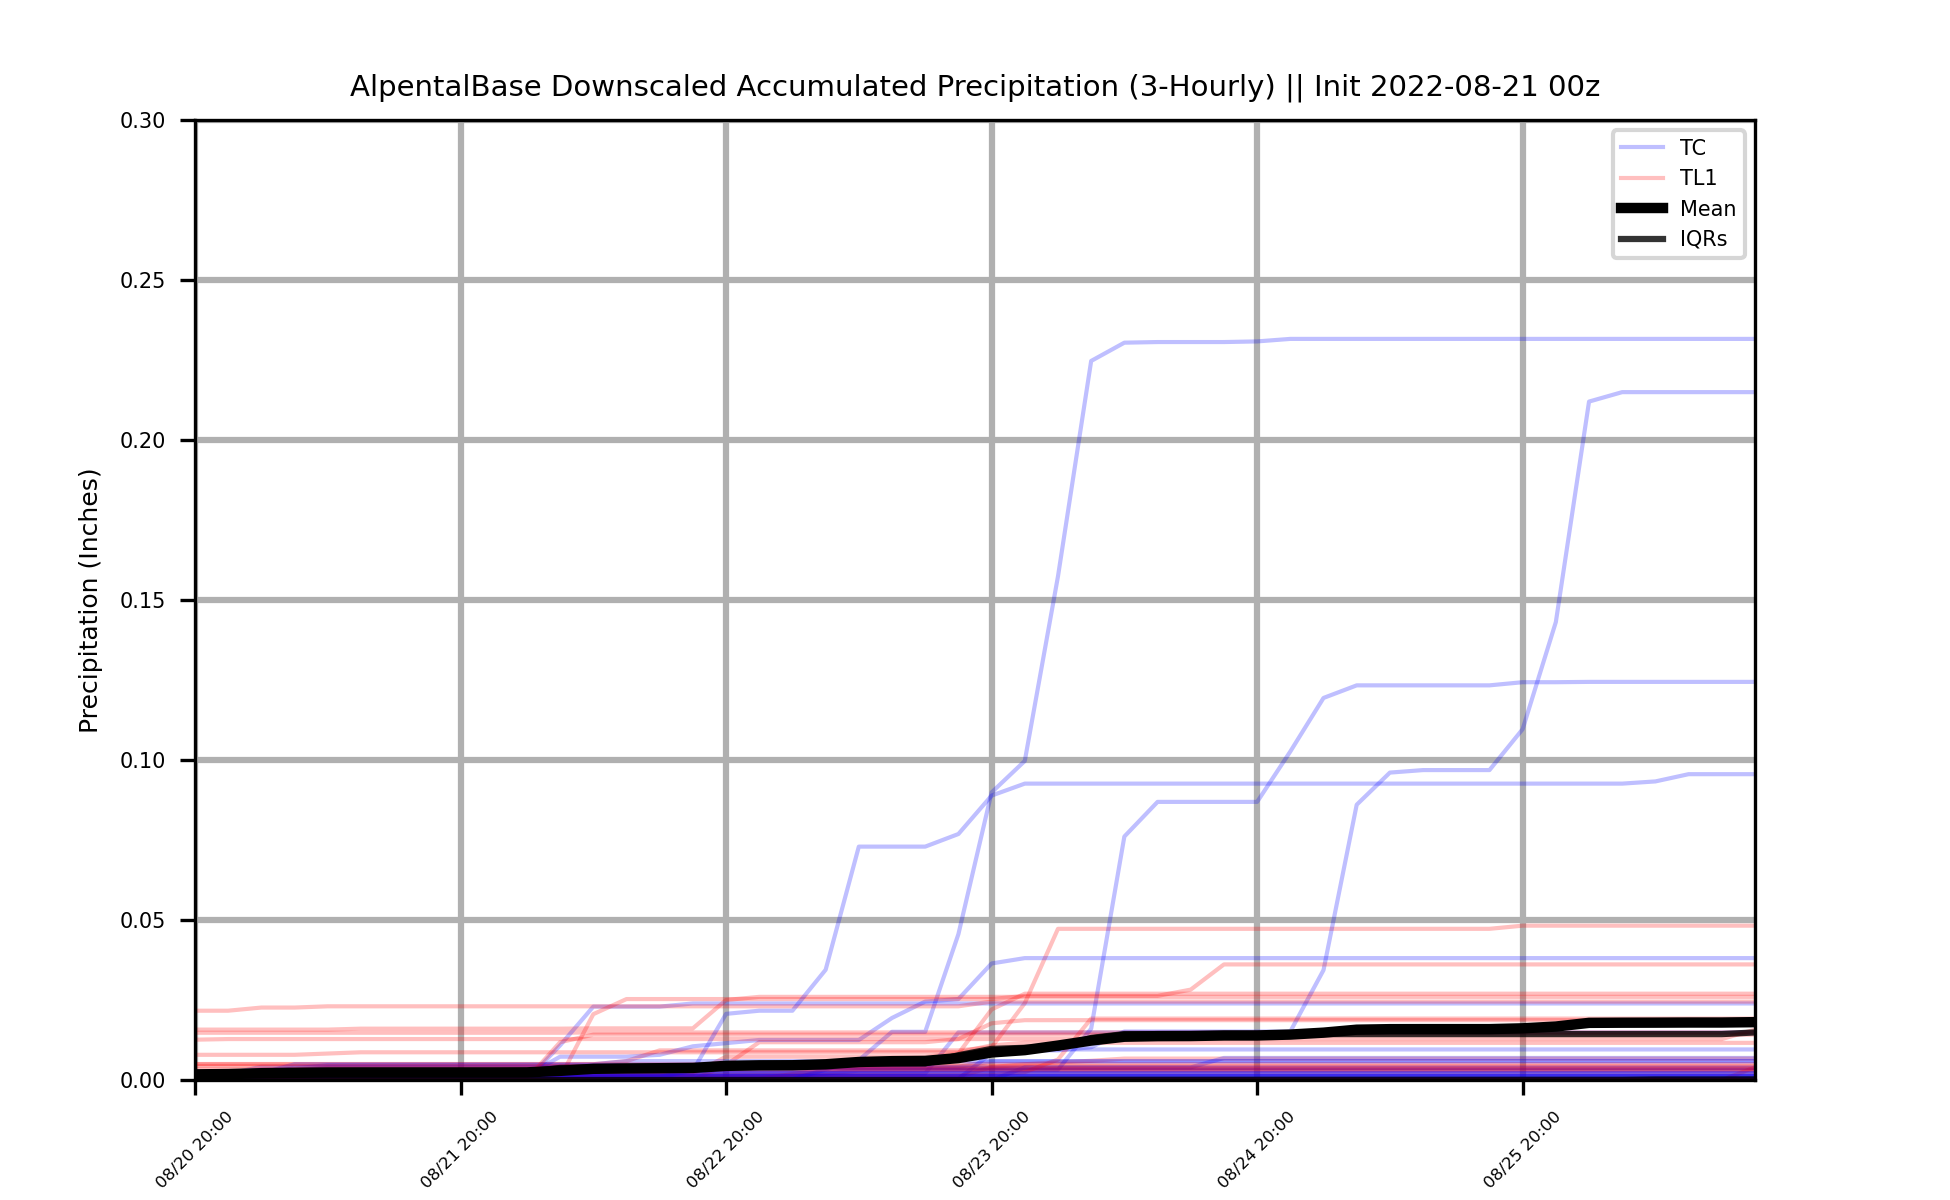 AlpentalBase Downscaled Accumulated Precipitation (3-Hourly) || Init 2022-08-21 00z
TC
TL1
Mean
IQRs
Precipitation (Inches)
0.30
0.25
0.20
0.15
0.10
0.05
0.00
08/20 20:00
08/21 20:00
08/22 20:00
08/23 20:00
08/24 20:00
08/25 20:00